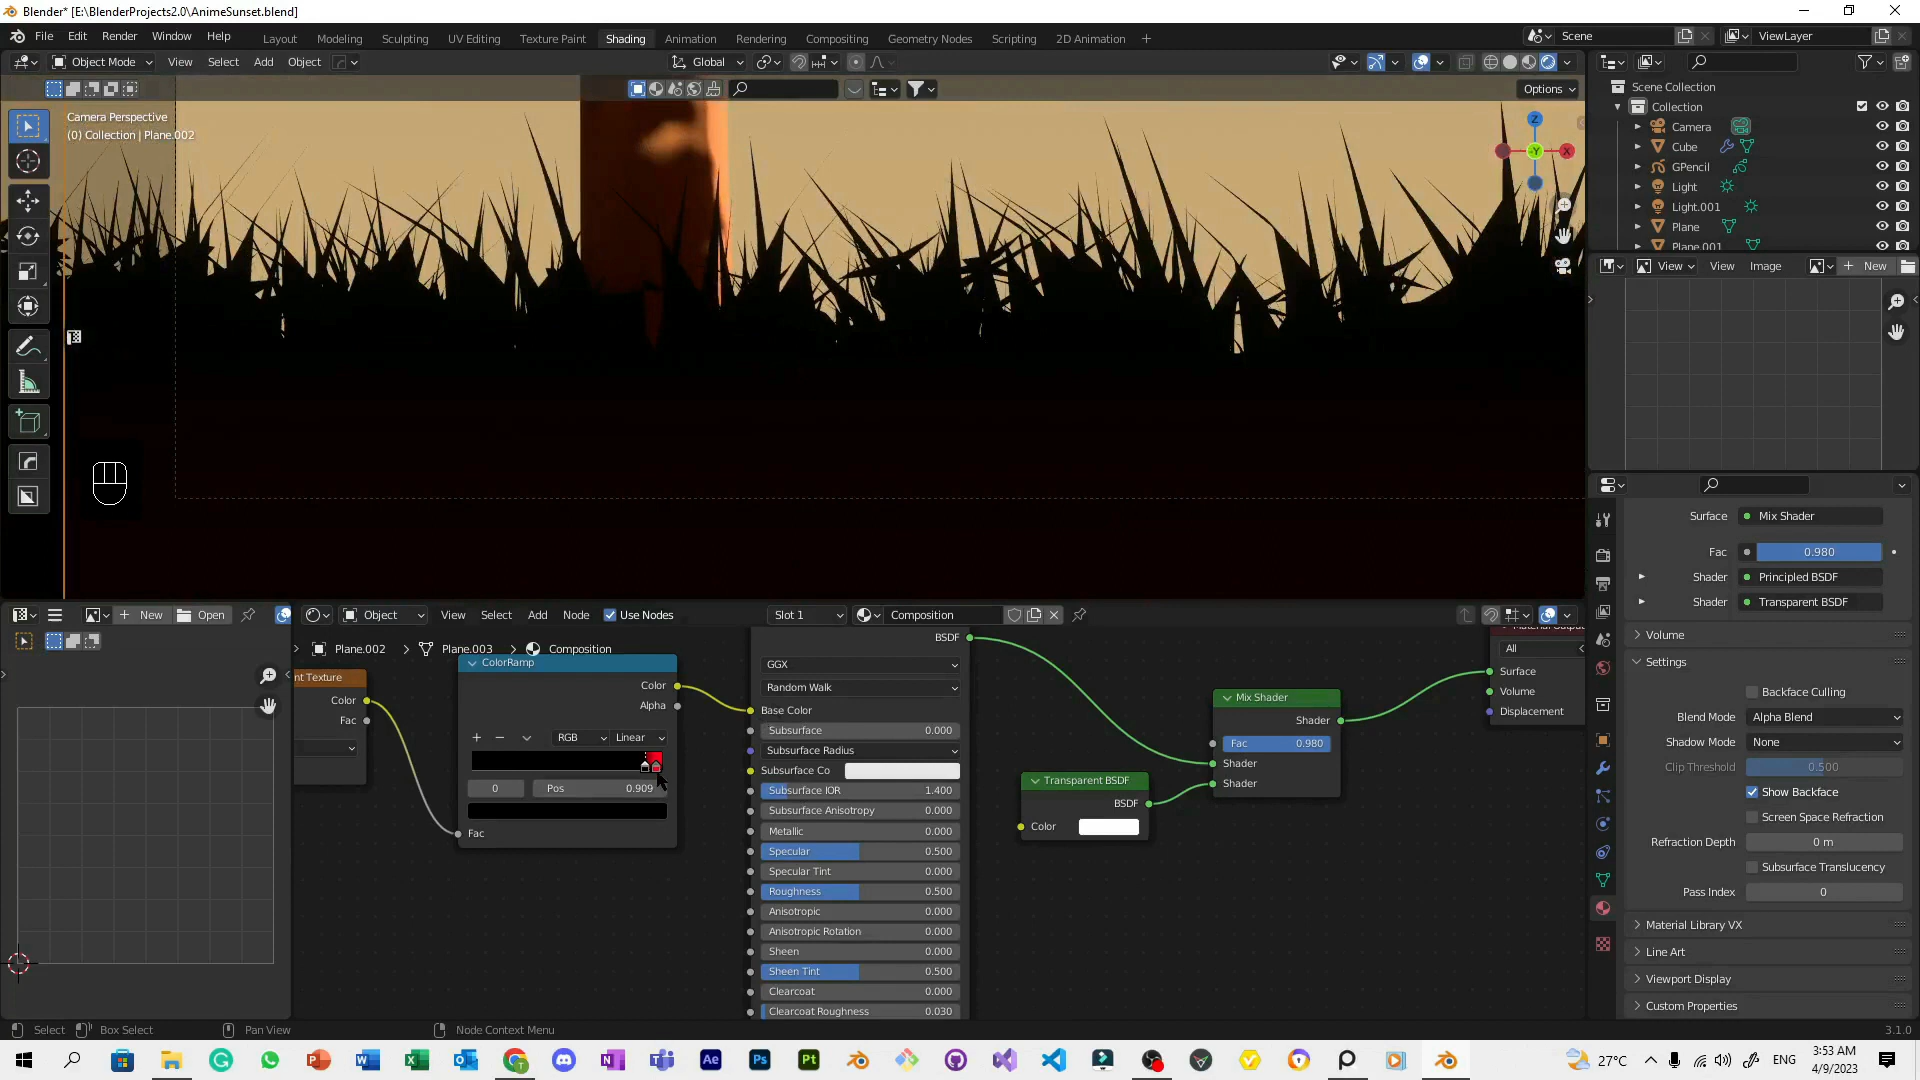 Blender* [E:\BlenderProjects2.0\AnimeSunset.blend]
File Edit Render Window Help
Layout Modeling Sculpting UV Editing Texture Paint Shading Animation Rendering Compositing Geometry Nodes Scripting 2D Animation +
Scene ViewLayer
Object Mode View Select Add Object Global
Options
Camera Perspective
(0) Collection | Plane.002
Z
-Y
X
Scene Collection
Collection
Camera
Cube
GPencil
Light
Light.001
Plane
Plane.001
View View Image New
New Open
Object View Select Add Node Use Nodes Slot 1 Composition
Plane.002 > Plane.003 > Composition
nt Texture
Color
Fac
ColorRamp
Color
Alpha
RGB Linear
0 Pos 0.909
Fac
BSDF
GGX
Random Walk
Base Color
Subsurface 0.000
Subsurface Radius
Subsurface Co
Subsurface IOR 1.400
Subsurface Anisotropy 0.000
Metallic 0.000
Specular 0.500
Specular Tint 0.000
Roughness 0.500
Anisotropic 0.000
Anisotropic Rotation 0.000
Sheen 0.000
Sheen Tint 0.500
Clearcoat 0.000
Clearcoat Roughness 0.030
Transparent BSDF
BSDF
Color
Mix Shader
Shader
Fac 0.980
Shader
Shader
Material Output
All
Surface
Volume
Displacement
Surface Mix Shader
Fac 0.980
Shader Principled BSDF
Shader Transparent BSDF
Volume
Settings
Backface Culling
Blend Mode Alpha Blend
Shadow Mode None
Clip Threshold 0.500
Show Backface
Screen Space Refraction
Refraction Depth 0 m
Subsurface Translucency
Pass Index 0
Material Library VX
Line Art
Viewport Display
Custom Properties
Select Box Select Pan View Node Context Menu 3.1.0
27°C ENG 3:53 AM
4/9/2023